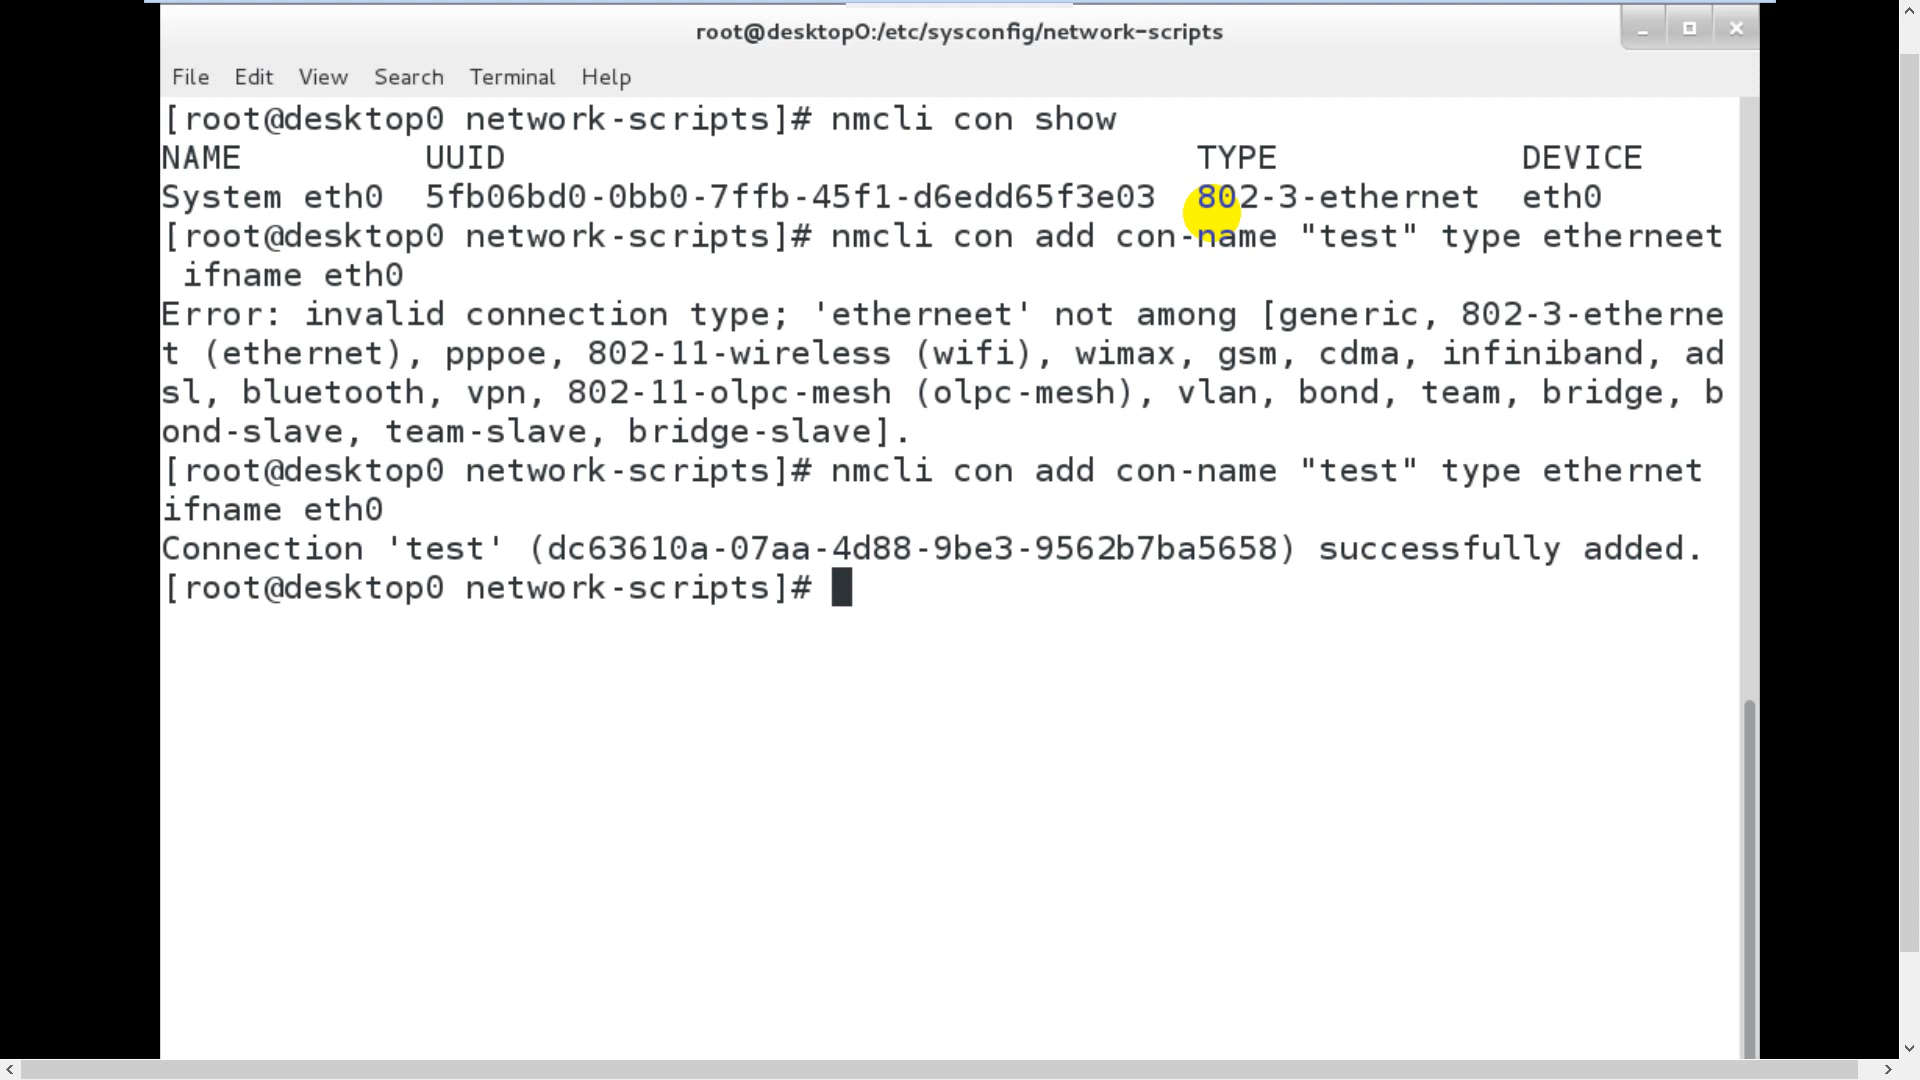 root@desktop0:/etc/sysconfig/network-scripts
File Edit View Search Terminal Help
[root@desktop0 network-scripts]# nmcli con show
NAME UUID TYPE DEVICE
System eth0 5fb06bd0-0bb0-7ffb-45f1-d6edd65f3e03 802-3-ethernet eth0
[root@desktop0 network-scripts]# nmcli con add con-name "test" type etherneet
ifname eth0
Error: invalid connection type; 'etherneet' not among [generic, 802-3-etherne
t (ethernet), pppoe, 802-11-wireless (wifi), wimax, gsm, cdma, infiniband, ad
sl, bluetooth, vpn, 802-11-olpc-mesh (olpc-mesh), vlan, bond, team, bridge, b
ond-slave, team-slave, bridge-slave].
[root@desktop0 network-scripts]# nmcli con add con-name "test" type ethernet
ifname eth0
Connection 'test' (dc63610a-07aa-4d88-9be3-9562b7ba5658) successfully added.
[root@desktop0 network-scripts]#